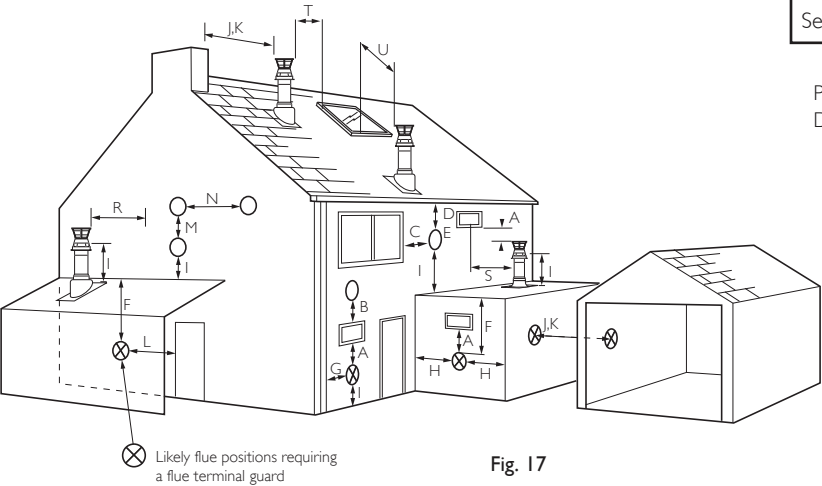 Se
P
D
T
J,K
U
N
R
M
D
A
C
E
I
I
I
S
I
F
B
F
J,K
L
A
A
G
H
H
I
Likely flue positions requiring
a flue terminal guard
Fig. 17